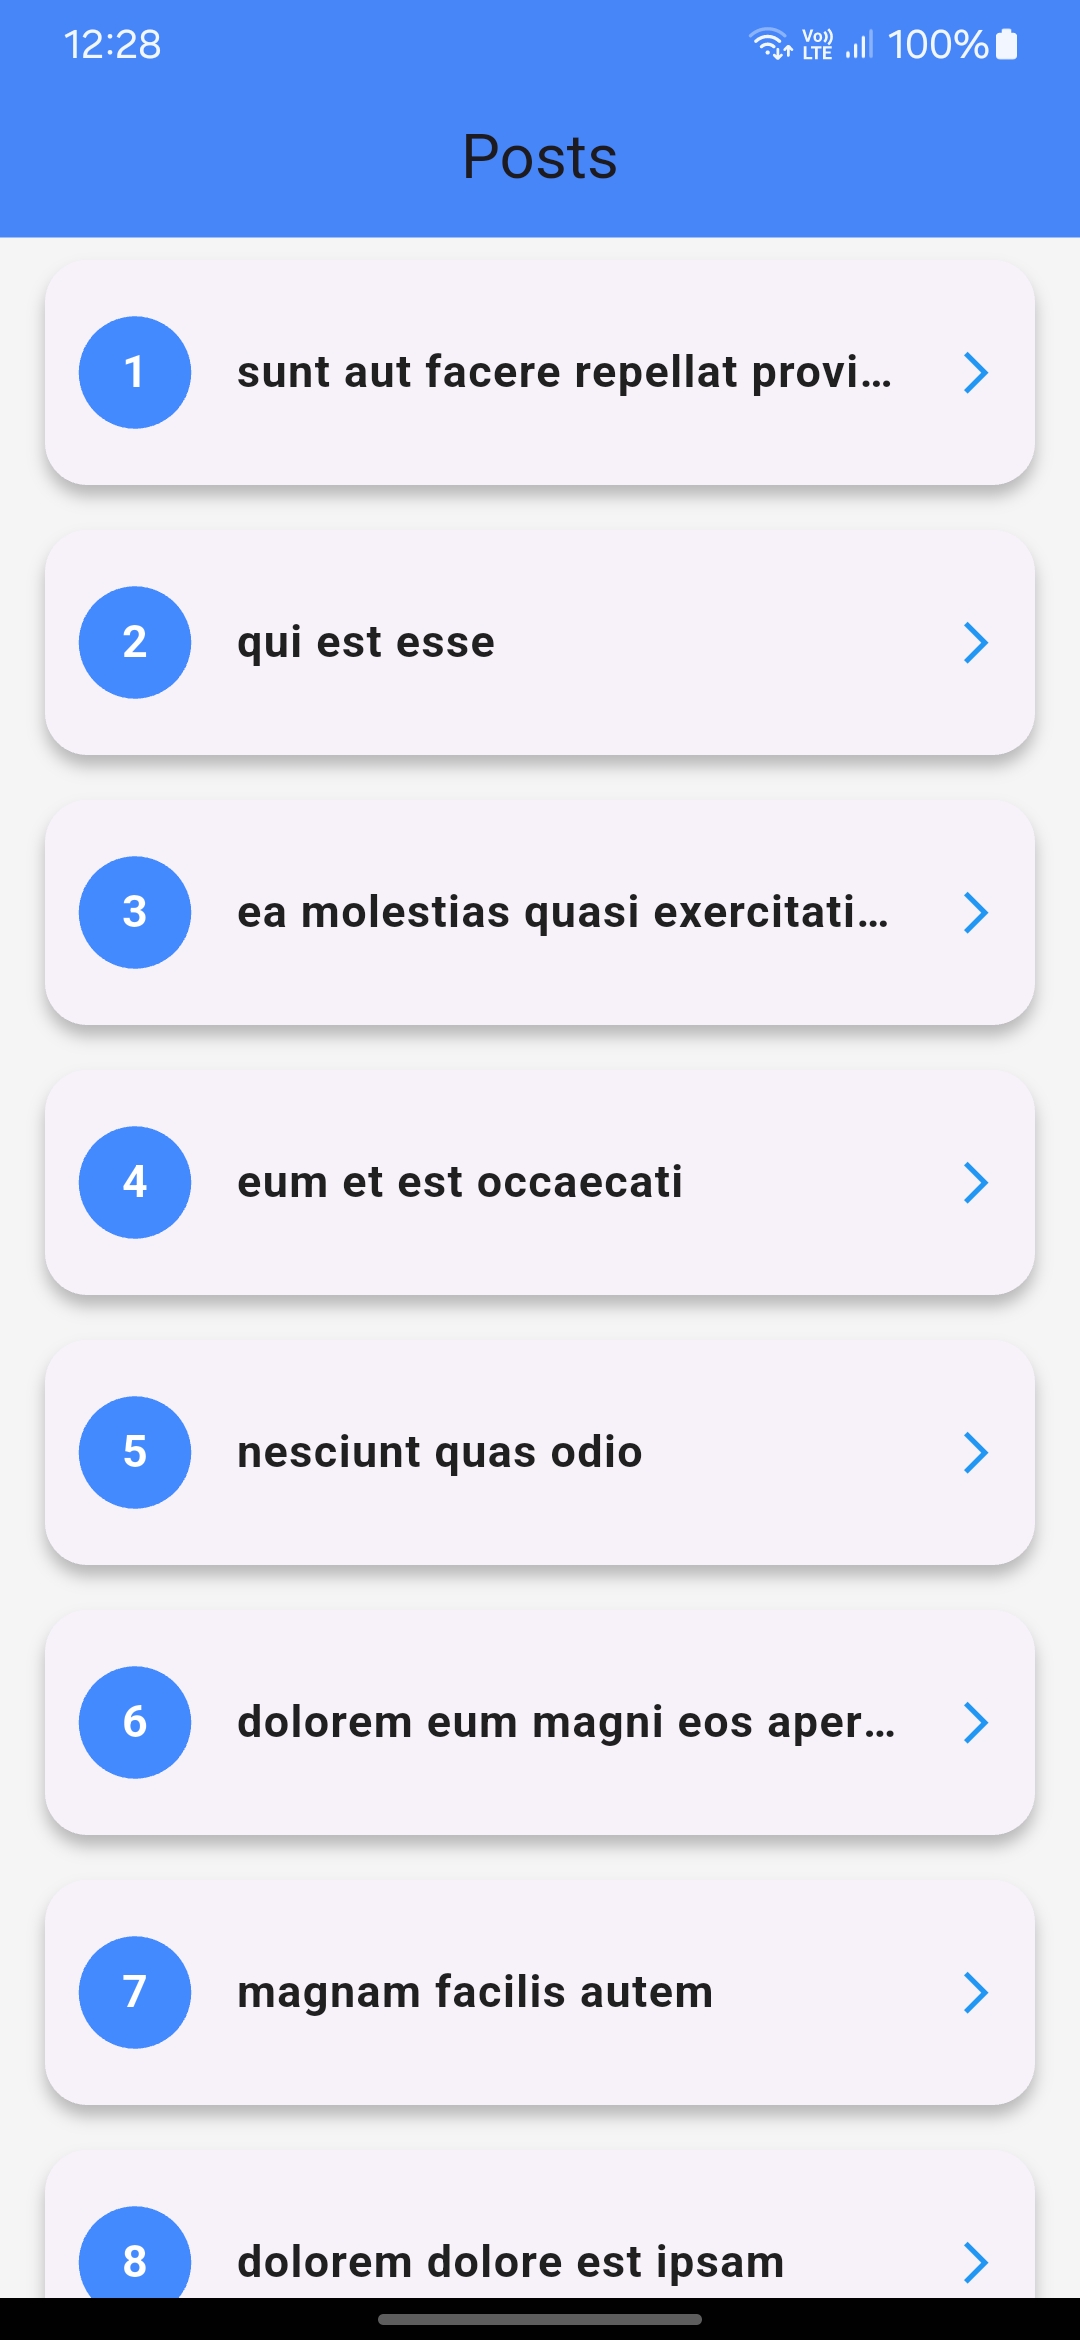 12:28 Vo)) LTE 100%
Posts
1 sunt aut facere repellat provi...
2 qui est esse
3 ea molestias quasi exercitati...
4 eum et est occaecati
5 nesciunt quas odio
6 dolorem eum magni eos aper...
7 magnam facilis autem
8 dolorem dolore est ipsam